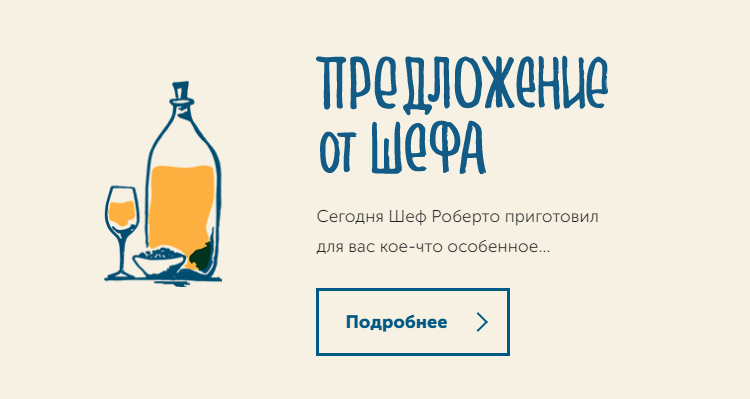 ПРЕДЛОЖЕНИЕ
ОТ ШЕФА
Сегодня Шеф Роберто приготовил
для вас кое-что особенное...
Подробнее